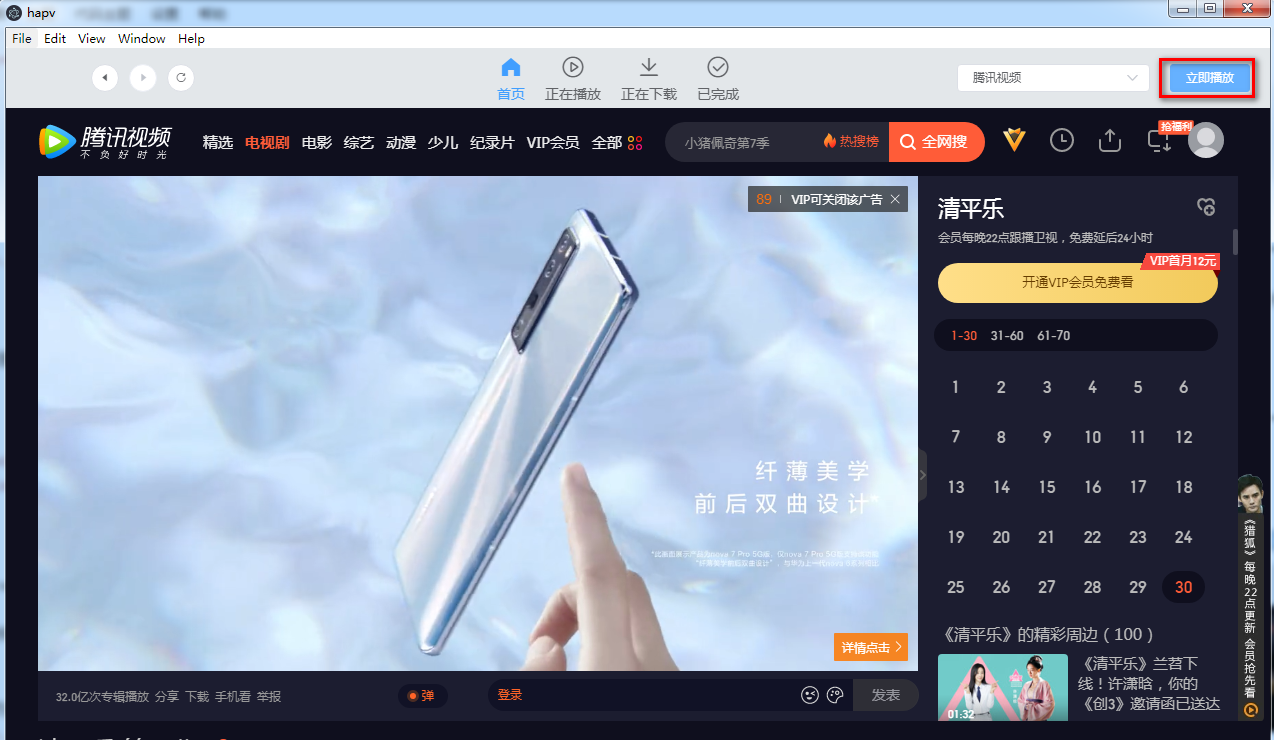 hapv
File Edit View Window Help
首页 正在播放 正在下载 已完成
腾讯视频
立即播放
腾讯视频
不负好时光
精选 电视剧 电影 综艺 动漫 少儿 纪录片 VIP会员 全部
小猪佩奇第7季
热搜榜
全网搜
抢福利
89 VIP可关闭该广告
纤薄美学
前后双曲设计*
详情点击
清平乐
会员每晚22点跟播卫视，免费延后24小时
VIP首月12元
开通VIP会员免费看
1-30 31-60 61-70
1 2 3 4 5 6
7 8 9 10 11 12
13 14 15 16 17 18
19 20 21 22 23 24
25 26 27 28 29 30
《清平乐》的精彩周边（100）
01:32
《清平乐》兰苕下
线！许潇晗，你的
《创3》邀请函已送达
《猎狐》每晚22点更新 会员抢先看
32.0亿次专辑播放 分享 下载 手机看 举报
弹
登录
发表